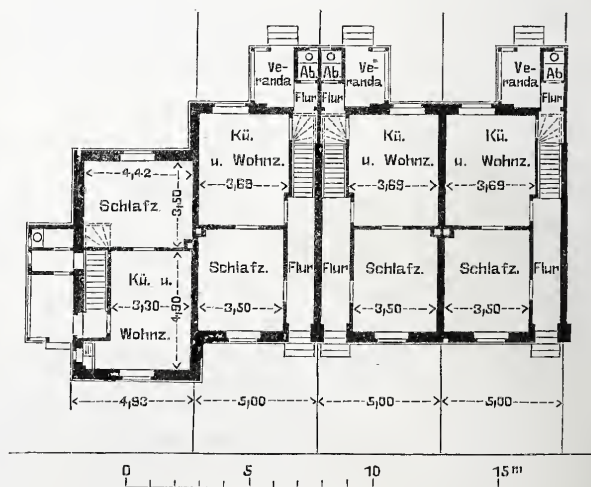 Ve-
randa
Ab.
Ab.
Ve-
randa
Ve-
randa
Ab.
Flur
Flur
Flur
Kü.
u. Wohnz.
3,69
Kü.
u. Wohnz.
3,69
Kü.
u. Wohnz.
3,69
4,42
Schlafz.
3,50
Kü. u.
3,30
Wohnz.
4,90
Schlafz.
3,50
Flur
Flur
Schlafz.
3,50
Schlafz.
3,50
Flur
4,93
5,00
5,00
5,00
0 5 10 15 m